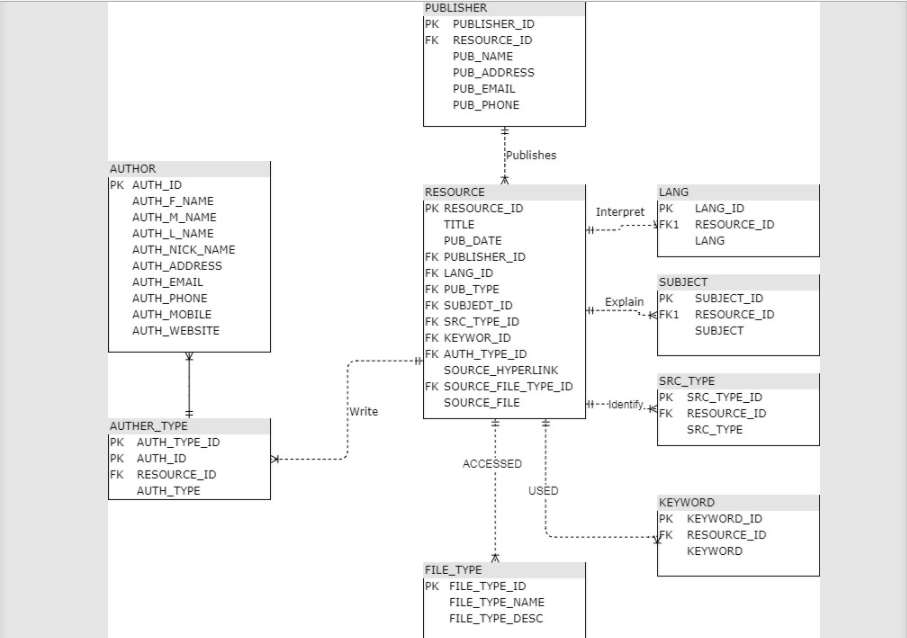 PUBLISHER
PK PUBLISHER_ID
FK RESOURCE_ID
PUB_NAME
PUB_ADDRESS
PUB_EMAIL
PUB_PHONE
Publishes
AUTHOR
PK AUTH_ID
AUTH_F_NAME
AUTH_M_NAME
AUTH_L_NAME
AUTH_NICK_NAME
AUTH_ADDRESS
AUTH_EMAIL
AUTH_PHONE
AUTH_MOBILE
AUTH_WEBSITE
RESOURCE
PK RESOURCE_ID
TITLE
PUB_DATE
FK PUBLISHER_ID
FK LANG_ID
FK PUB_TYPE
FK SUBJEDT_ID
FK SRC_TYPE_ID
FK KEYWOR_ID
FK AUTH_TYPE_ID
SOURCE_HYPERLINK
FK SOURCE_FILE_TYPE_ID
SOURCE_FILE
Interpret
LANG
PK LANG_ID
FK1 RESOURCE_ID
LANG
Explain
SUBJECT
PK SUBJECT_ID
FK1 RESOURCE_ID
SUBJECT
Identify
SRC_TYPE
PK SRC_TYPE_ID
FK RESOURCE_ID
SRC_TYPE
Write
AUTHER_TYPE
PK AUTH_TYPE_ID
PK AUTH_ID
FK RESOURCE_ID
AUTH_TYPE
ACCESSED
USED
KEYWORD
PK KEYWORD_ID
FK RESOURCE_ID
KEYWORD
FILE_TYPE
PK FILE_TYPE_ID
FILE_TYPE_NAME
FILE_TYPE_DESC